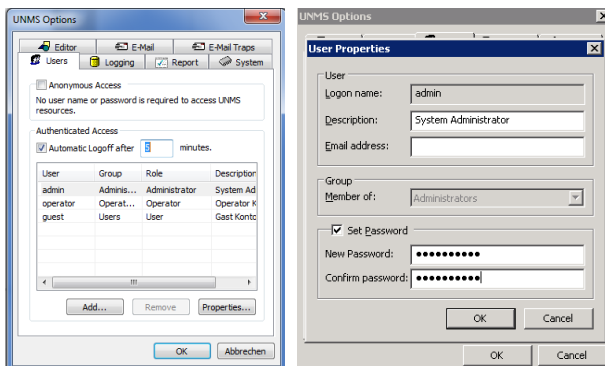 UNMS Options
Editor E-Mail E-Mail Traps
Users Logging Report System
Anonymous Access
No user name or password is required to access UNMS
resources.
Authenticated Access
Automatic Logoff after 5 minutes.
User Group Role Description
admin Adminis... Administrator System Ad
operator Operat... Operator Operator K
guest Users User Gast Konto
Add... Remove Properties...
OK Abbrechen
UNMS Options
User Properties
User
Logon name: admin
Description: System Administrator
Email address:
Group
Member of: Administrators
Set Password
New Password: ●●●●●●●●●●
Confirm password: ●●●●●●●●●●
OK Cancel
OK Cancel